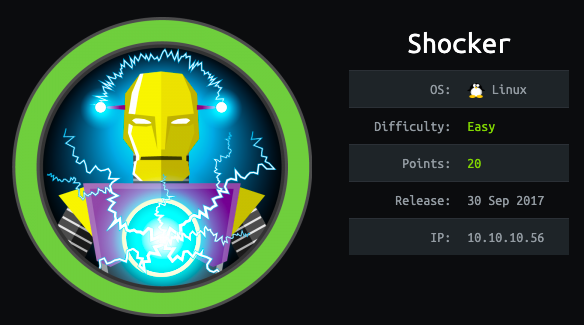 Shocker
OS: Linux
Difficulty: Easy
Points: 20
Release: 30 Sep 2017
IP: 10.10.10.56